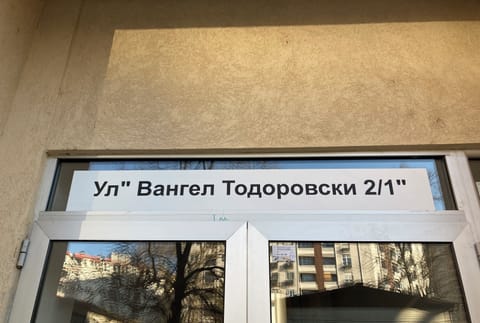 Ул" Вангел Тодоровски 2/1"